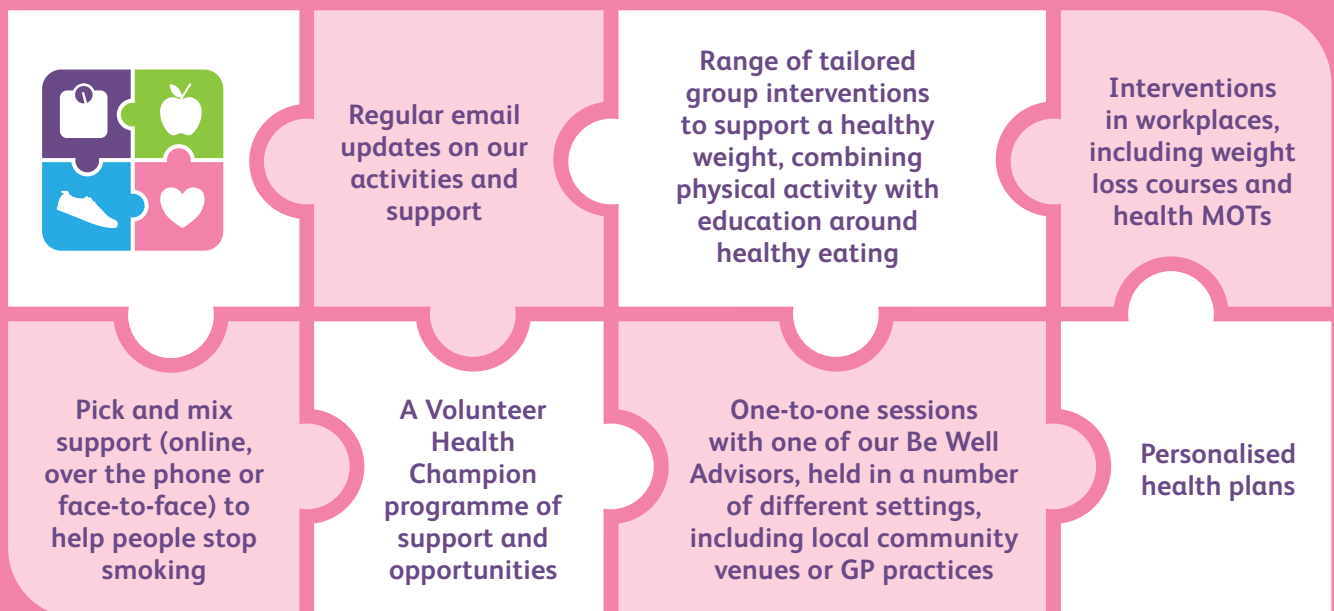 Regular email
updates on our
activities and
support
Range of tailored
group interventions
to support a healthy
weight, combining
physical activity with
education around
healthy eating
Interventions
in workplaces,
including weight
loss courses and
health MOTs
Pick and mix
support (online,
over the phone or
face-to-face) to
help people stop
smoking
A Volunteer
Health
Champion
programme of
support and
opportunities
One-to-one sessions
with one of our Be Well
Advisors, held in a number
of different settings,
including local community
venues or GP practices
Personalised
health plans